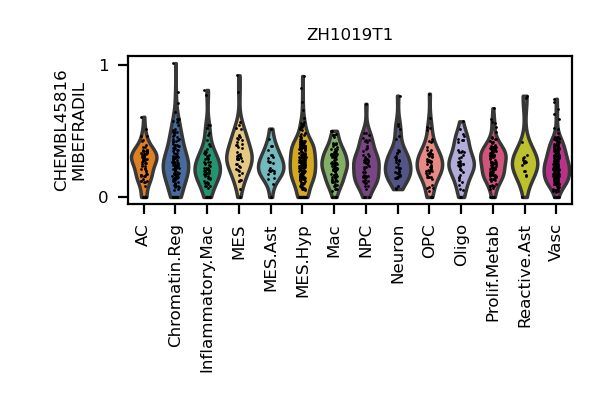 ZH1019T1
CHEMBL45816
MIBEFRADIL
1
0
AC
Chromatin.Reg
Inflammatory.Mac
MES
MES.Ast
MES.Hyp
Mac
NPC
Neuron
OPC
Oligo
Prolif.Metab
Reactive.Ast
Vasc